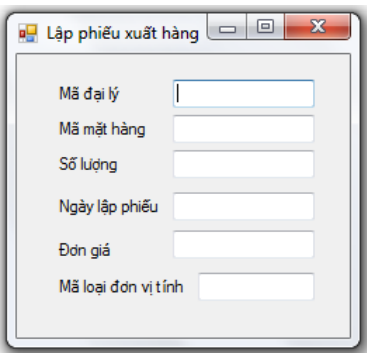 Lập phiếu xuất hàng
Mã đại lý
Mã mặt hàng
Số lượng
Ngày lập phiếu
Đơn giá
Mã loại đơn vị tính